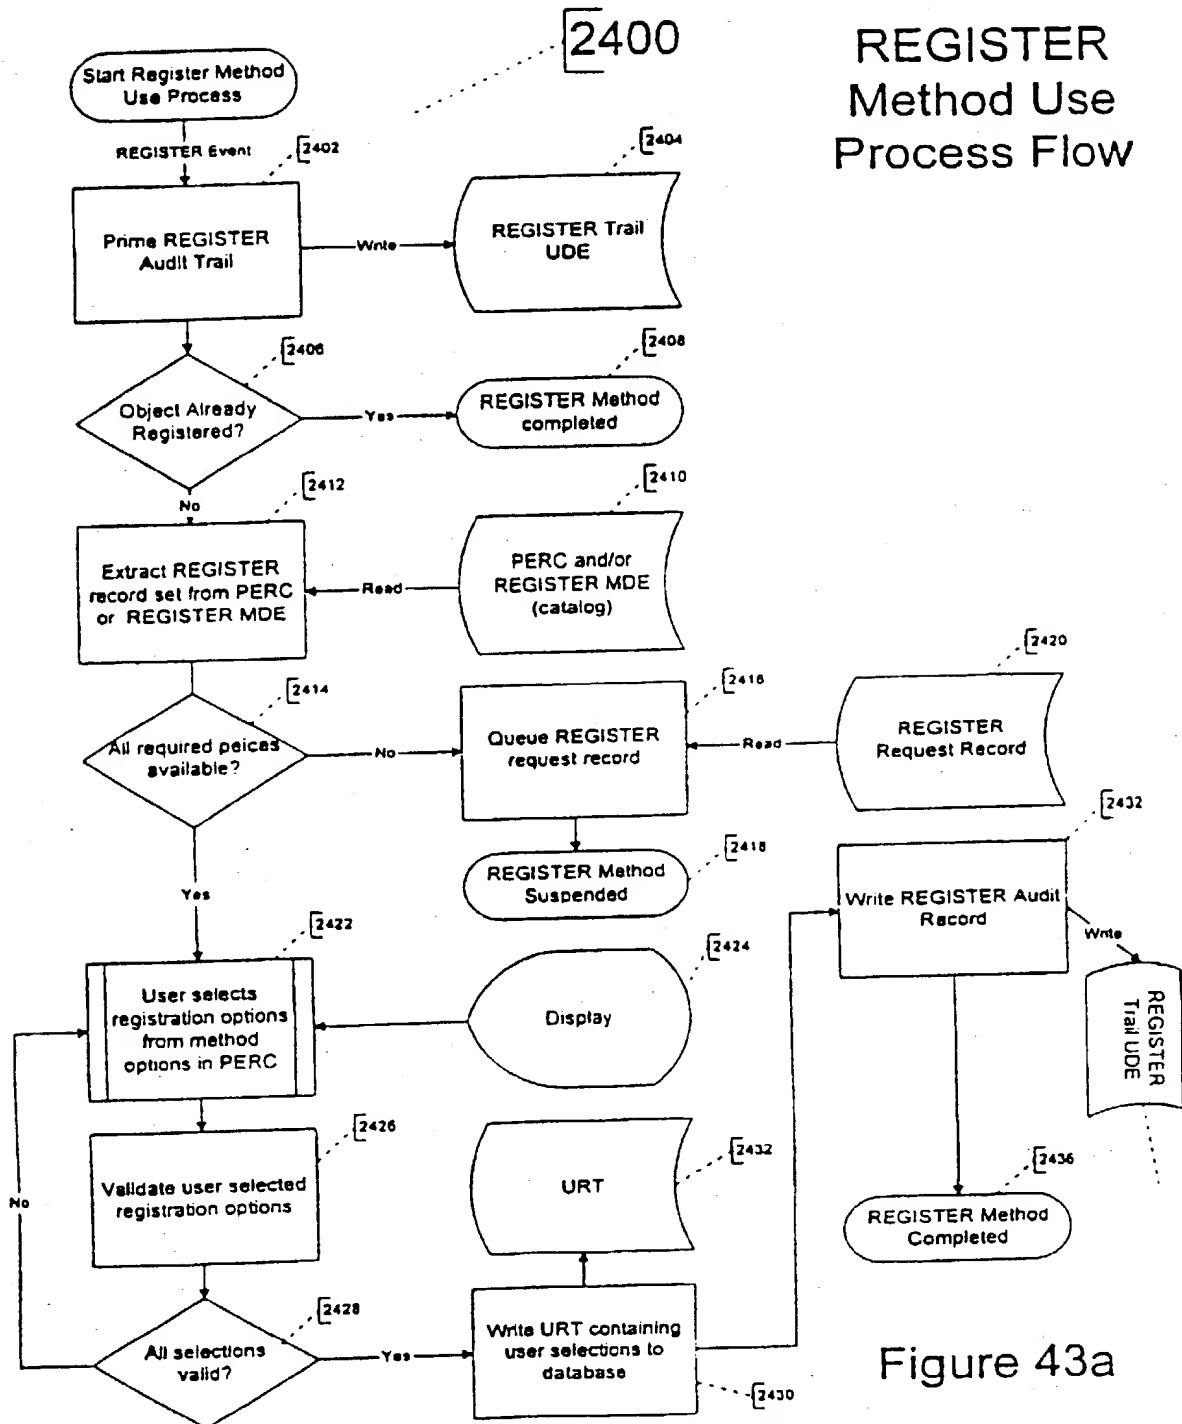 2400
REGISTER
Method Use
Process Flow
Start Register Method
Use Process
REGISTER Event
2402
2404
Prime REGISTER
Audit Trail
Write
REGISTER Trail
UDE
2406
2408
Object Already
Registered?
Yes
REGISTER Method
completed
No
2412
2410
Extract REGISTER
record set from PERC
or REGISTER MDE
Read
PERC and/or
REGISTER MDE
(catalog)
2414
2416
2420
All required peices
available?
No
Queue REGISTER
request record
Read
REGISTER
Request Record
2432
2418
REGISTER Method
Suspended
Write REGISTER Audit
Record
Write
REGISTER
Trail UDE
Yes
2422
2424
User selects
registration options
from method
options in PERC
Display
2426
2432
Validate user selected
registration options
URT
No
2436
REGISTER Method
Completed
2428
All selections
valid?
Yes
Write URT containing
user selections to
database
2430
Figure 43a